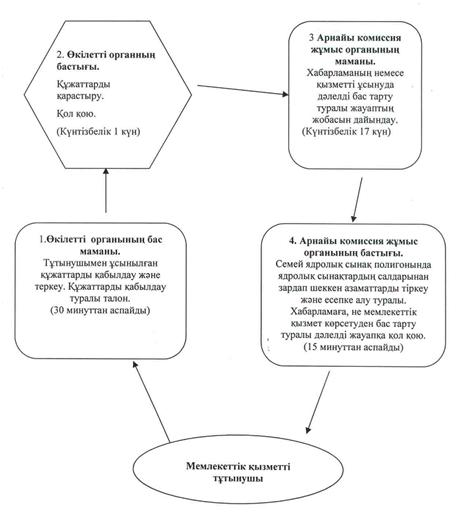 2. Өкілетті органның
бастығы.
Құжаттарды
қарастыру.
Қол қою.
(Күнтізбелік 1 күн)
3 Арнайы комиссия
жұмыс органының
маманы.
Хабарламаның немесе
қызметті ұсынуда
дәлелді бас тарту
туралы жауаптың
жобасын дайындау.
(Күнтізбелік 17 күн)
1.Өкілетті органының бас
маманы.
Тұтынушымен ұсынылған
құжаттарды қабылдау және
теркеу. Құжаттарды қабылдау
туралы талон.
(30 минуттан аспайды)
4. Арнайы комиссия жұмыс
органының бастығы.
Семей ядролық сынақ полигонында
ядролық сынақтардың салдарынан
зардап шеккен азаматтарды тіркеу
және есепке алу туралы.
Хабарламаға, не мемлекеттік
қызмет көрсетуден бас тарту
туралы дәлелді жауапқа қол қою.
(15 минуттан аспайды)
Мемлекеттік қызметті
тұтынушы